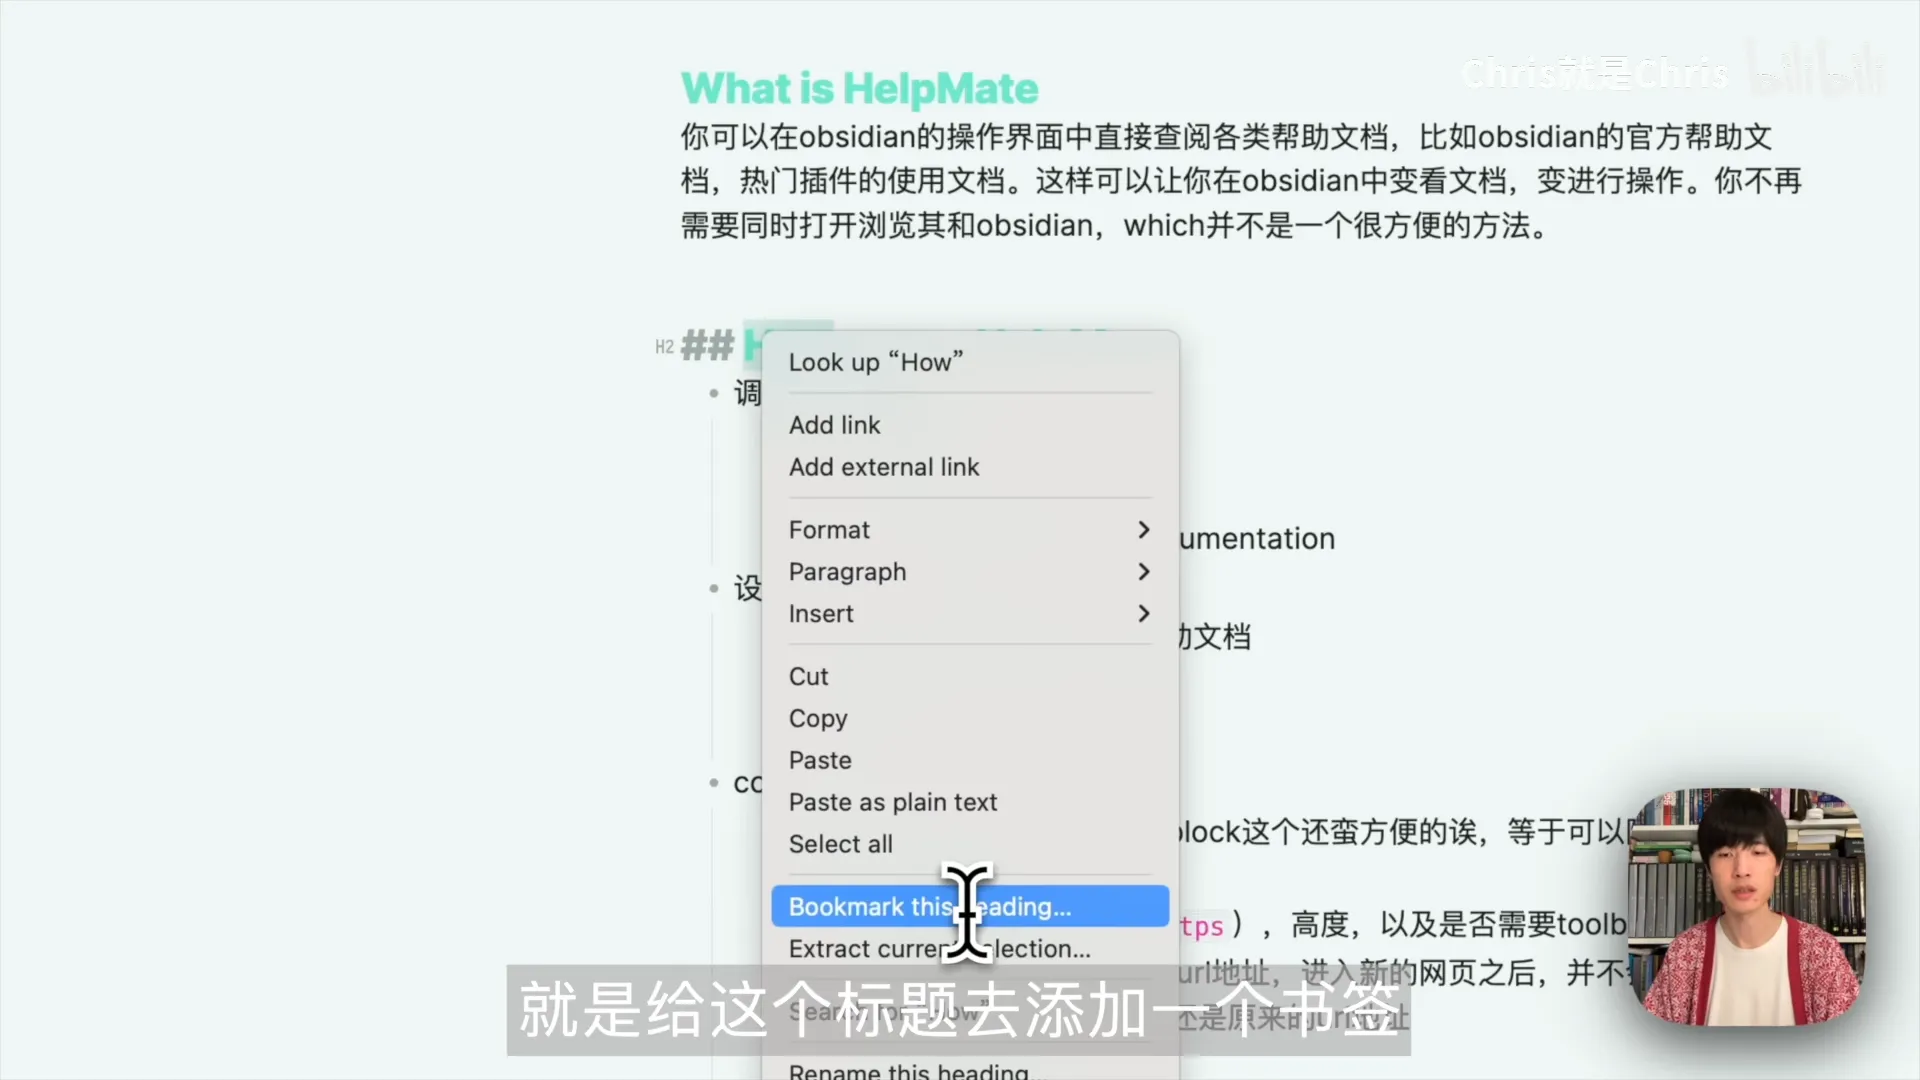 What is HelpMate
Chris就是Chris bilibili
你可以在obsidian的操作界面中直接查阅各类帮助文档，比如obsidian的官方帮助文
档，热门插件的使用文档。这样可以让你在obsidian中变看文档，变进行操作。你不再
需要同时打开浏览其和obsidian，which并不是一个很方便的方法。
H2 ## H
调
Look up “How”
Add link
Add external link
Format
umentation
Paragraph
设
Insert
文档
Cut
Copy
Paste
co
Paste as plain text
lock这个还蛮方便的诶，等于可以
Select all
Bookmark this eading...
tps），高度，以及是否需要toolb
Extract curren lection...
url地址，进入新的网页之后，并不
Search for “How”
还是原来的url地址
就是给这个标题去添加一个书签
Rename this heading...